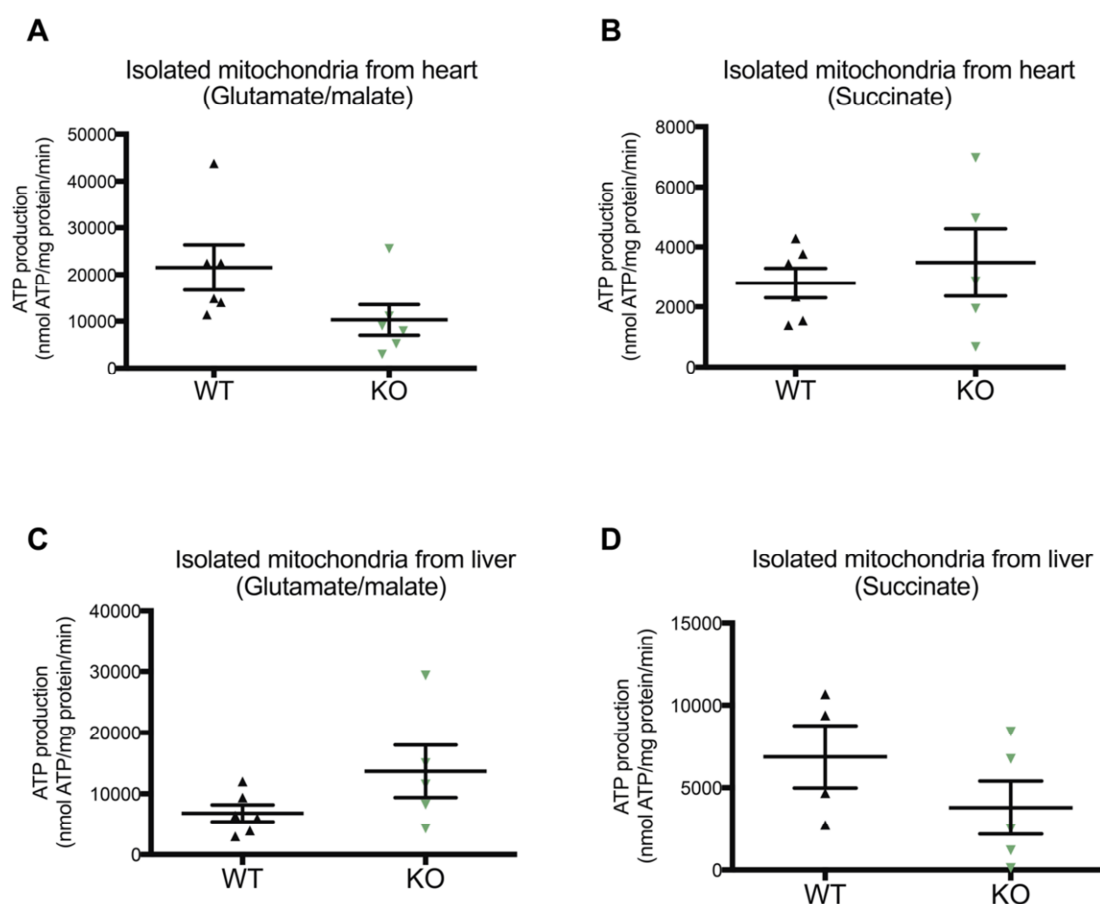 A
Isolated mitochondria from heart
(Glutamate/malate)
ATP production
(nmol ATP/mg protein/min)
50000
40000
30000
20000
10000
0
WT KO
B
Isolated mitochondria from heart
(Succinate)
ATP production
(nmol ATP/mg protein/min)
8000
6000
4000
2000
0
WT KO
C
Isolated mitochondria from liver
(Glutamate/malate)
ATP production
(nmol ATP/mg protein/min)
40000
30000
20000
10000
0
WT KO
D
Isolated mitochondria from liver
(Succinate)
ATP production
(nmol ATP/mg protein/min)
15000
10000
5000
0
WT KO